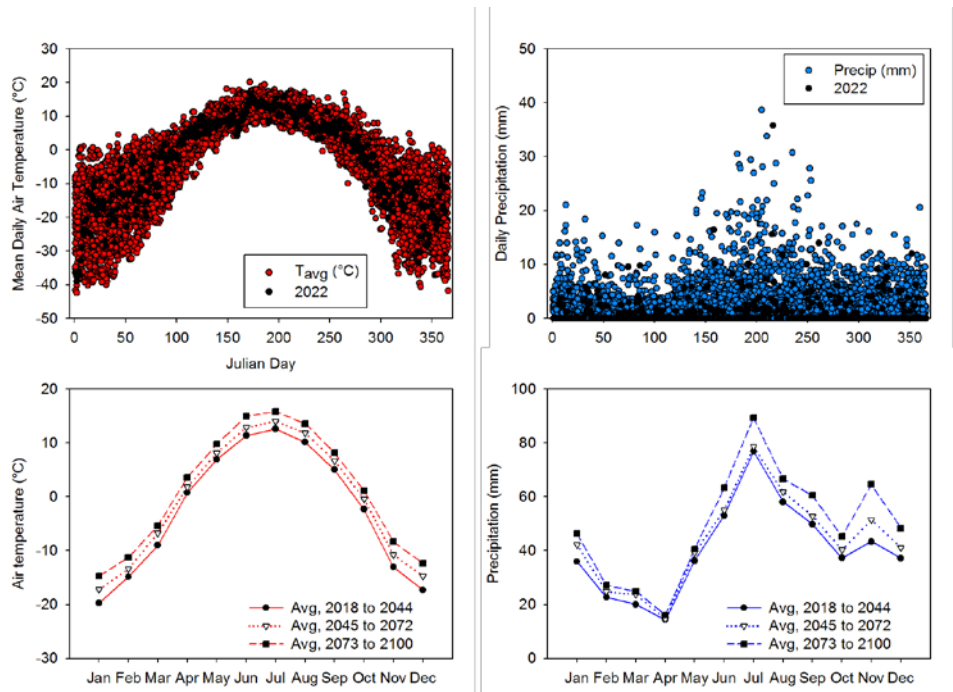 30
20
10
0
-10
-20
-30
-40
-50
Mean Daily Air Temperature (°C)
Tavg (°C)
2022
0 50 100 150 200 250 300 350
Julian Day
50
40
30
20
10
0
Daily Precipitation (mm)
Precip (mm)
2022
0 50 100 150 200 250 300 350
20
10
0
-10
-20
-30
Air temperature (°C)
Avg, 2018 to 2044
Avg, 2045 to 2072
Avg, 2073 to 2100
Jan Feb Mar Apr May Jun Jul Aug Sep Oct Nov Dec
100
80
60
40
20
0
Precipitation (mm)
Avg, 2018 to 2044
Avg, 2045 to 2072
Avg, 2073 to 2100
Jan Feb Mar Apr May Jun Jul Aug Sep Oct Nov Dec